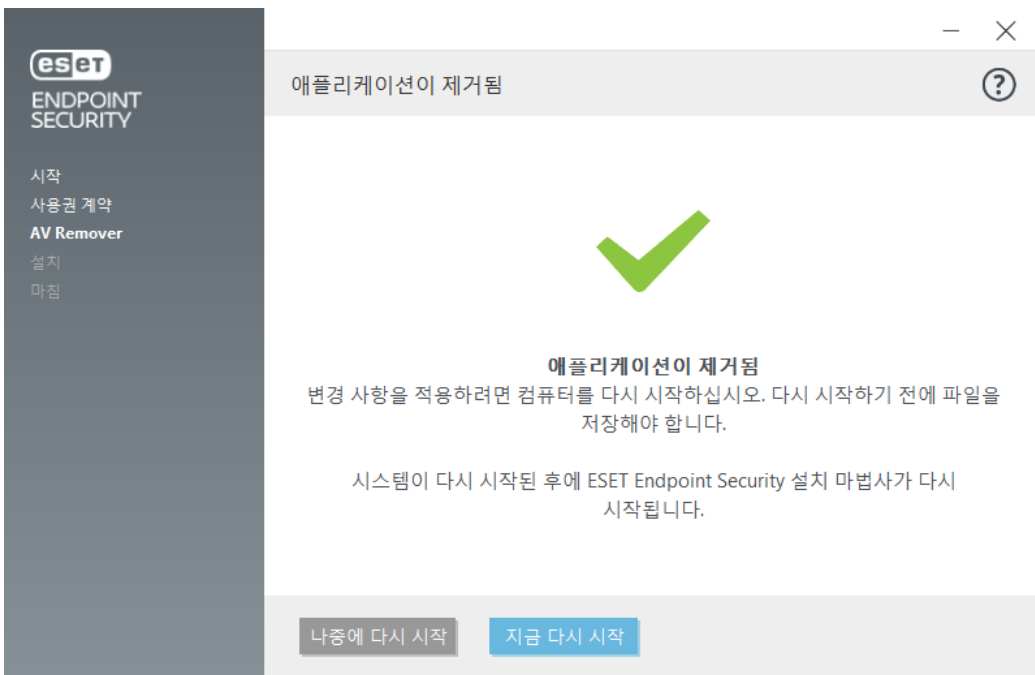 eseT
ENDPOINT
SECURITY
시작
사용권 계약
AV Remover
설치
마침
애플리케이션이 제거됨
?
애플리케이션이 제거됨
변경 사항을 적용하려면 컴퓨터를 다시 시작하십시오. 다시 시작하기 전에 파일을
저장해야 합니다.
시스템이 다시 시작된 후에 ESET Endpoint Security 설치 마법사가 다시
시작됩니다.
나중에 다시 시작
지금 다시 시작